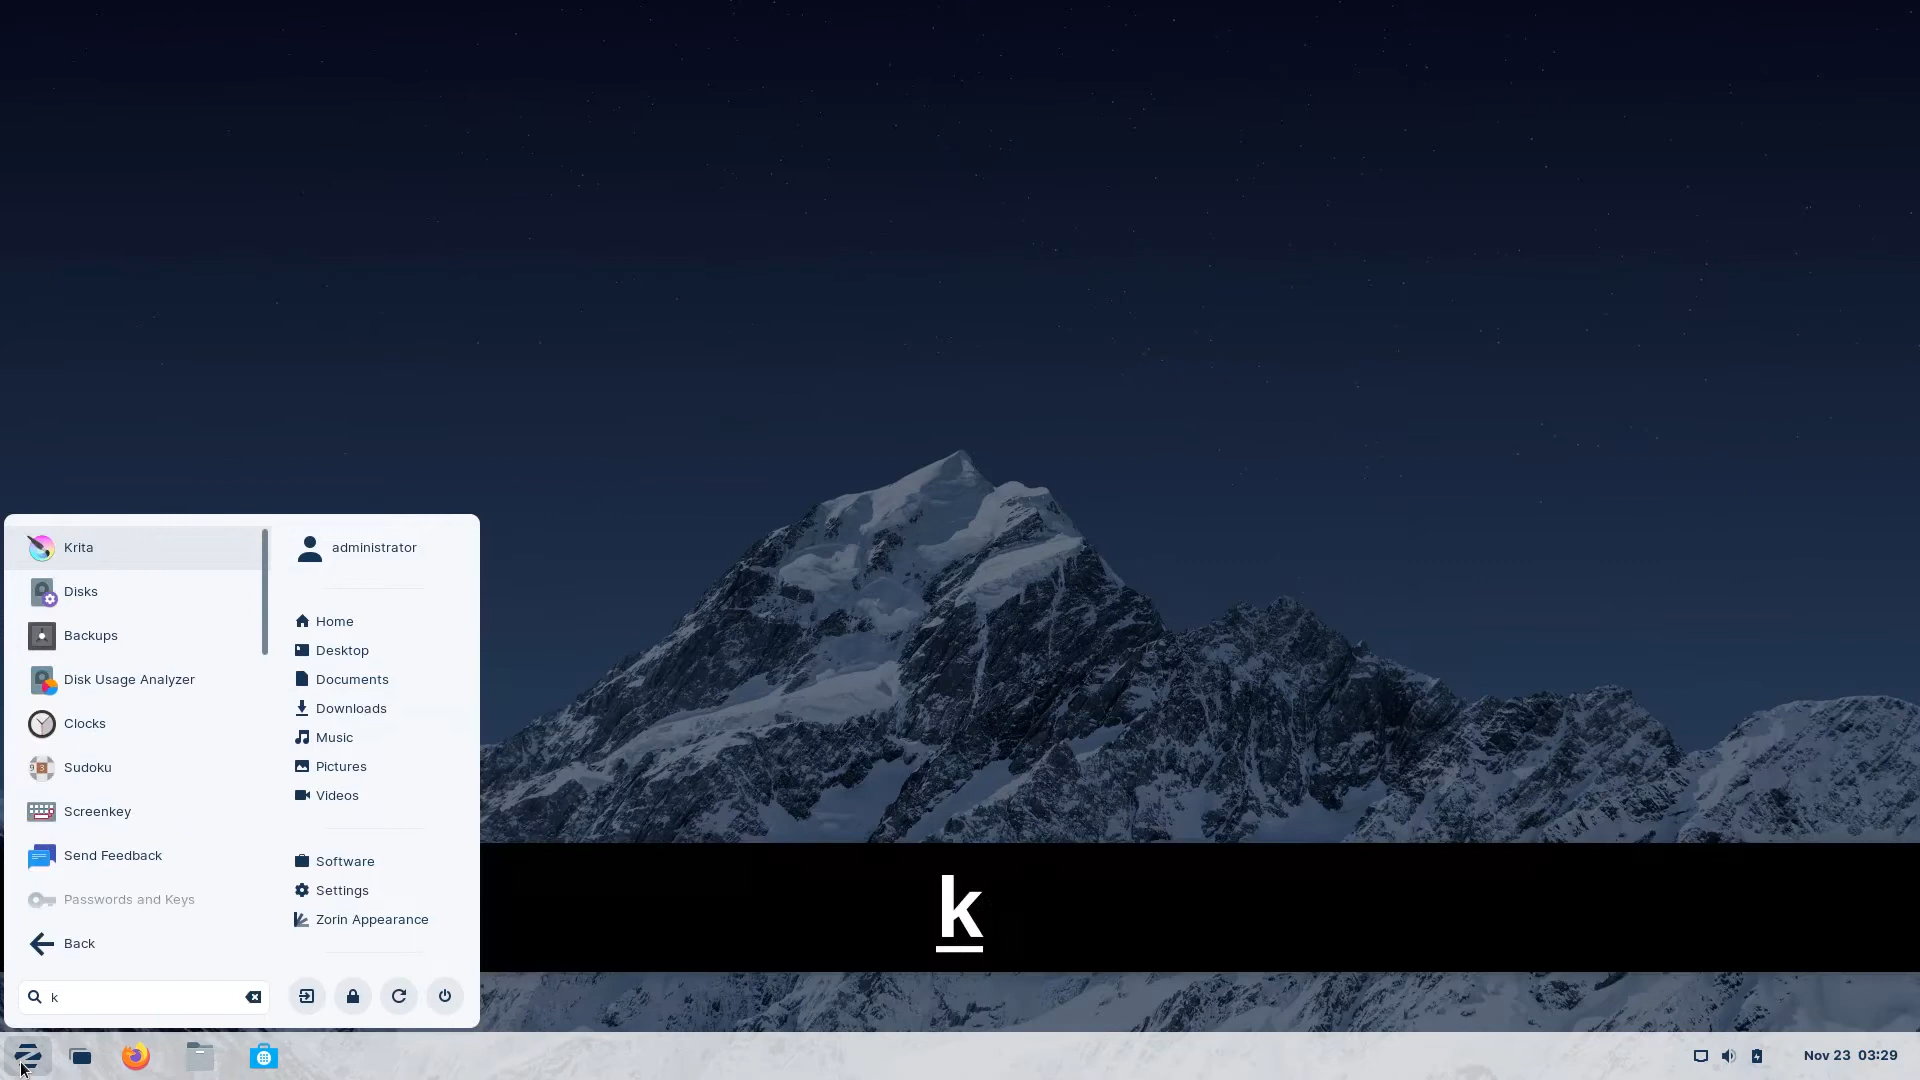 Krita
Disks
Backups
Disk Usage Analyzer
Clocks
Sudoku
Screenkey
Send Feedback
Passwords and Keys
Back
k
administrator
Home
Desktop
Documents
Downloads
Music
Pictures
Videos
Software
Settings
Zorin Appearance
k
Nov 23 03:29